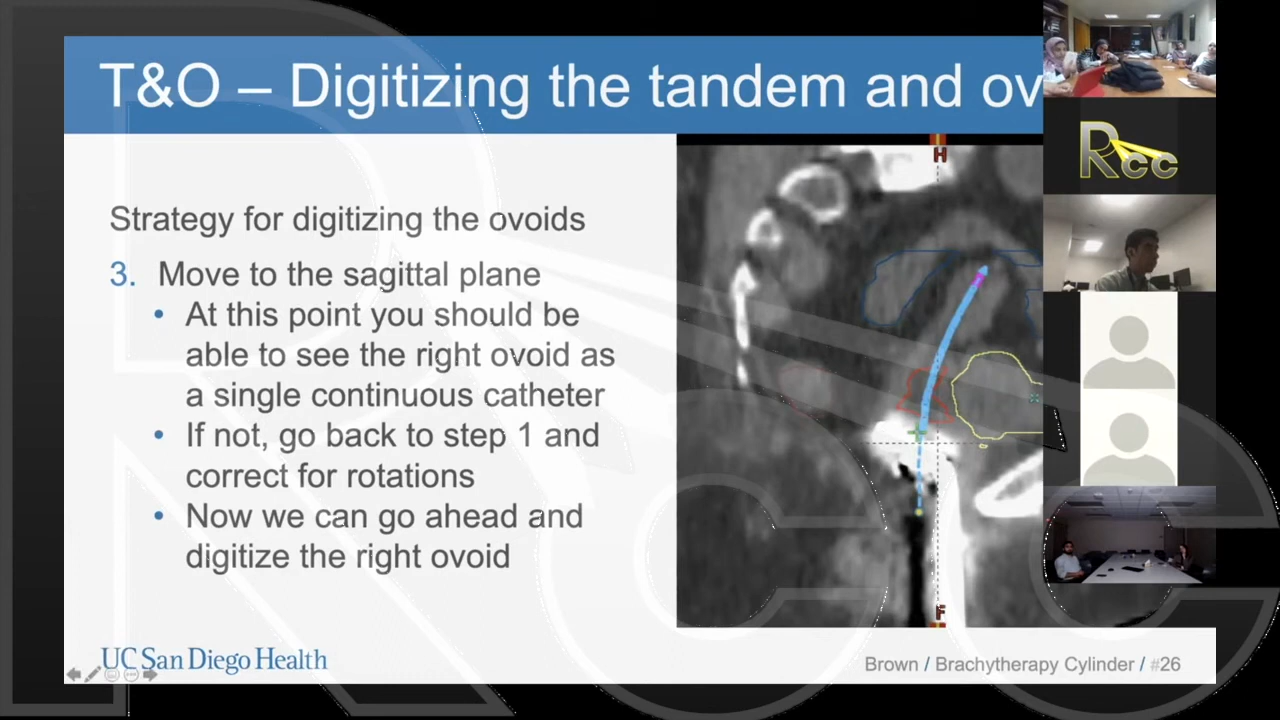 T&O – Digitizing the tandem and ov
Strategy for digitizing the ovoids
3. Move to the sagittal plane
• At this point you should be
able to see the right ovoid as
a single continuous catheter
• If not, go back to step 1 and
correct for rotations
• Now we can go ahead and
digitize the right ovoid
H
F
Rcc
UC San Diego Health
Brown / Brachytherapy Cylinder / #26